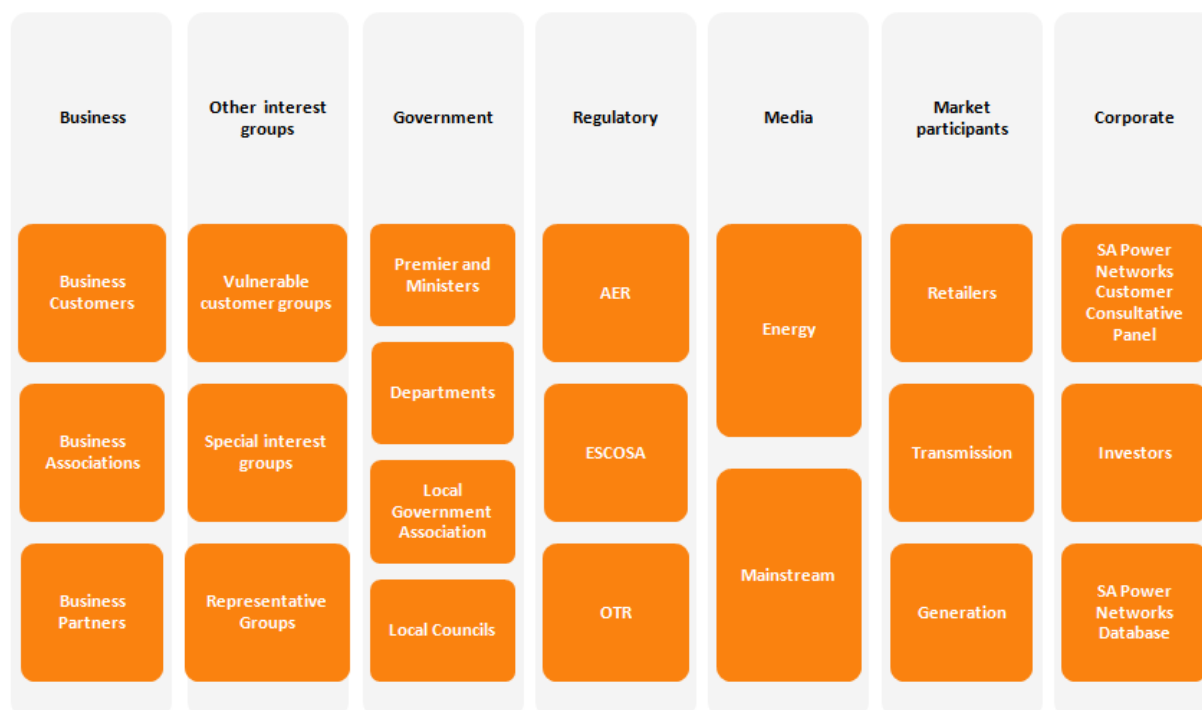 Business
Other interest
groups
Government
Regulatory
Media
Market
participants
Corporate
Business
Customers
Business
Associations
Business
Partners
Vulnerable
customer groups
Special interest
groups
Representative
Groups
Premier and
Ministers
Departments
Local
Government
Association
Local Councils
AER
ESCOSA
OTR
Energy
Mainstream
Retailers
Transmission
Generation
SA Power
Networks
Customer
Consultative
Panel
Investors
SA Power
Networks
Database